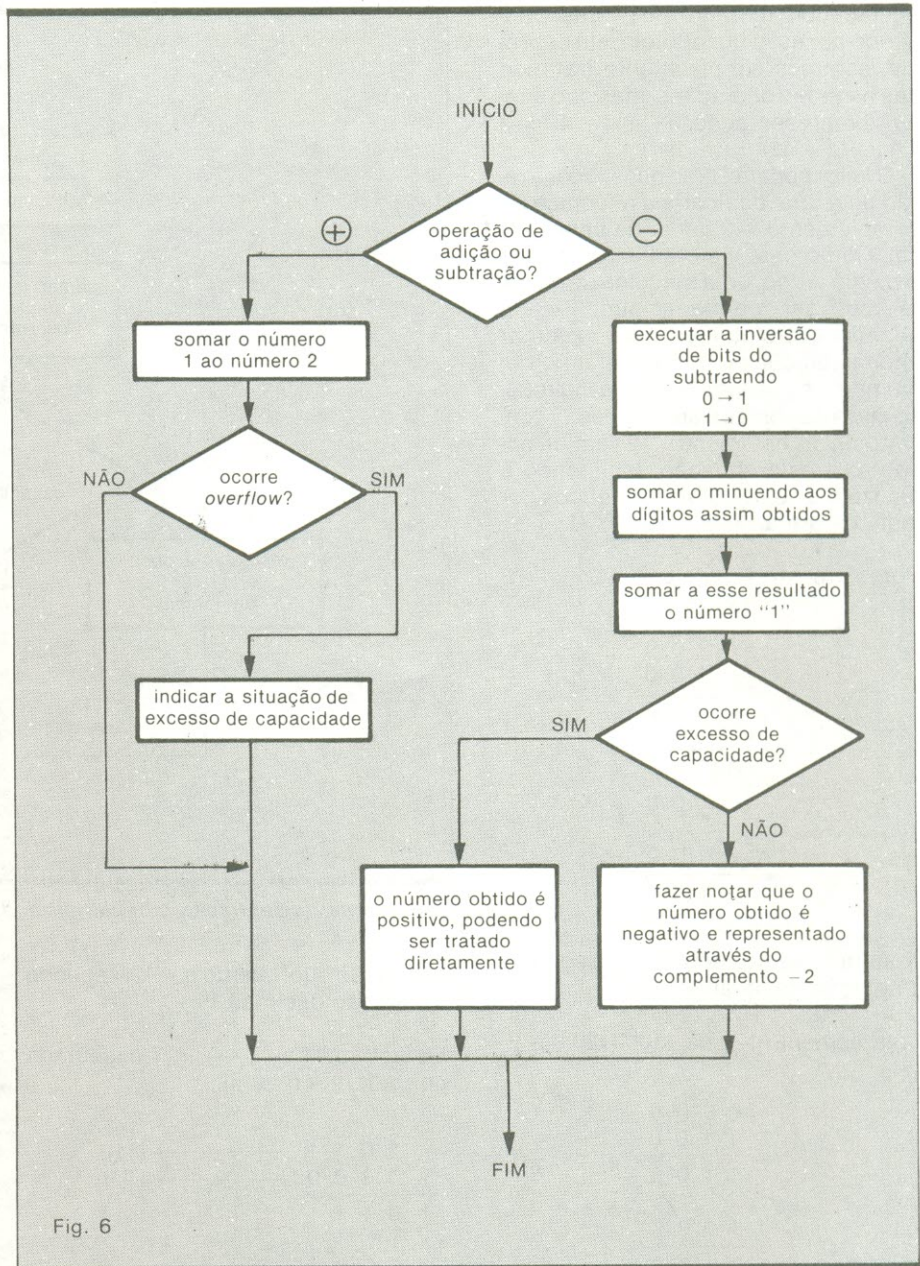 INÍCIO
operação de
adição ou
subtração?
⊕
⊖
somar o número
1 ao número 2
ocorre
overflow?
NÃO
SIM
indicar a situação de
excesso de capacidade
executar a inversão
de bits do
subtraendo
0 → 1
1 → 0
somar o minuendo aos
dígitos assim obtidos
somar a esse resultado
o número “1”
ocorre
excesso de
capacidade?
SIM
NÃO
o número obtido é
positivo, podendo
ser tratado
diretamente
fazer notar que o
número obtido é
negativo e representado
através do
complemento – 2
FIM
Fig. 6